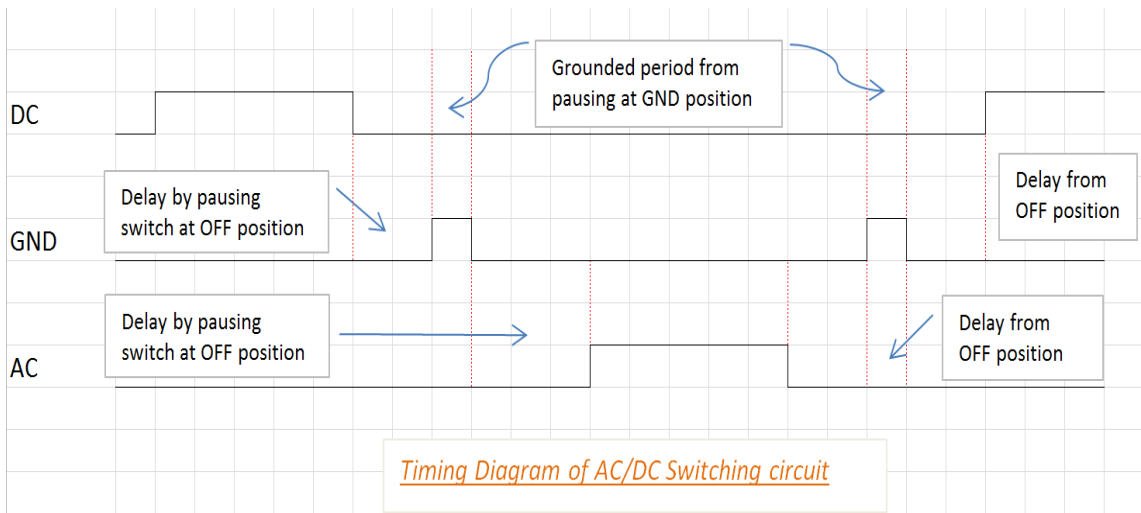 Grounded period from
pausing at GND position
DC
Delay by pausing
switch at OFF position
Delay from
OFF position
GND
Delay by pausing
switch at OFF position
Delay from
OFF position
AC
Timing Diagram of AC/DC Switching circuit